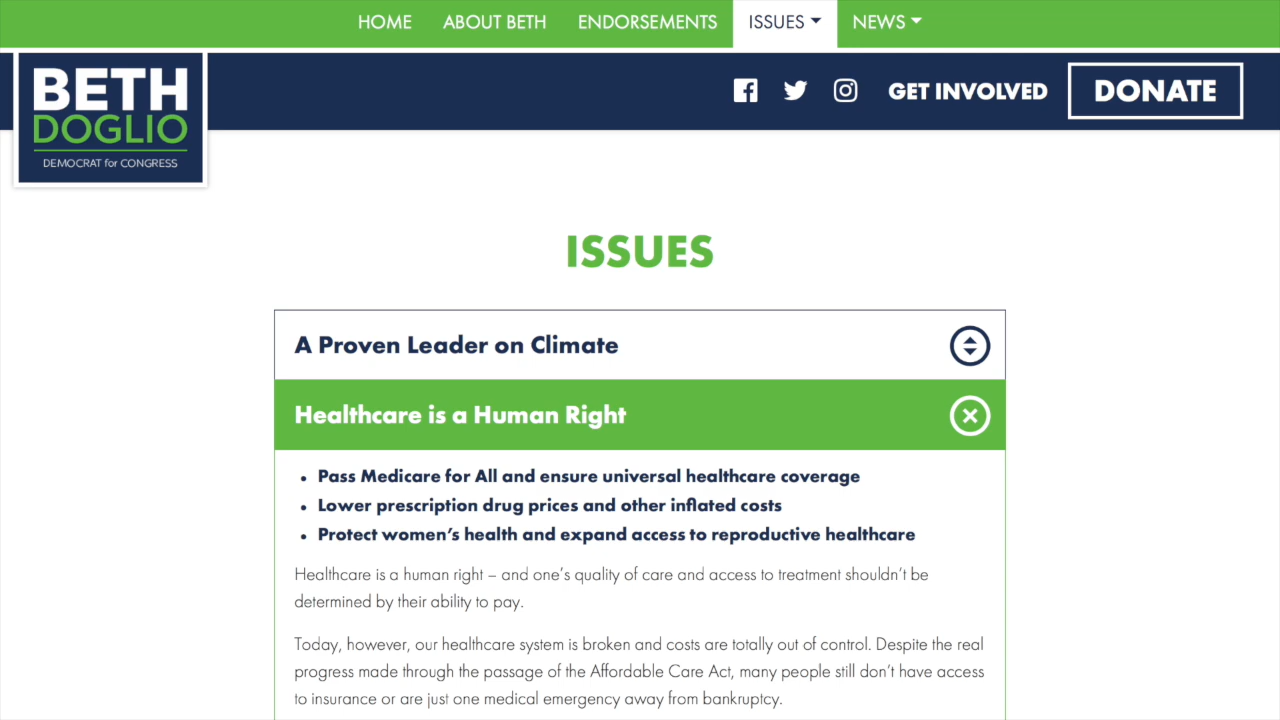 HOME ABOUT BETH ENDORSEMENTS ISSUES NEWS
BETH
DOGLIO
DEMOCRAT for CONGRESS
GET INVOLVED DONATE
ISSUES
A Proven Leader on Climate
Healthcare is a Human Right
• Pass Medicare for All and ensure universal healthcare coverage
• Lower prescription drug prices and other inflated costs
• Protect women's health and expand access to reproductive healthcare
Healthcare is a human right – and one's quality of care and access to treatment shouldn't be
determined by their ability to pay.
Today, however, our healthcare system is broken and costs are totally out of control. Despite the real
progress made through the passage of the Affordable Care Act, many people still don't have access
to insurance or are just one medical emergency away from bankruptcy.